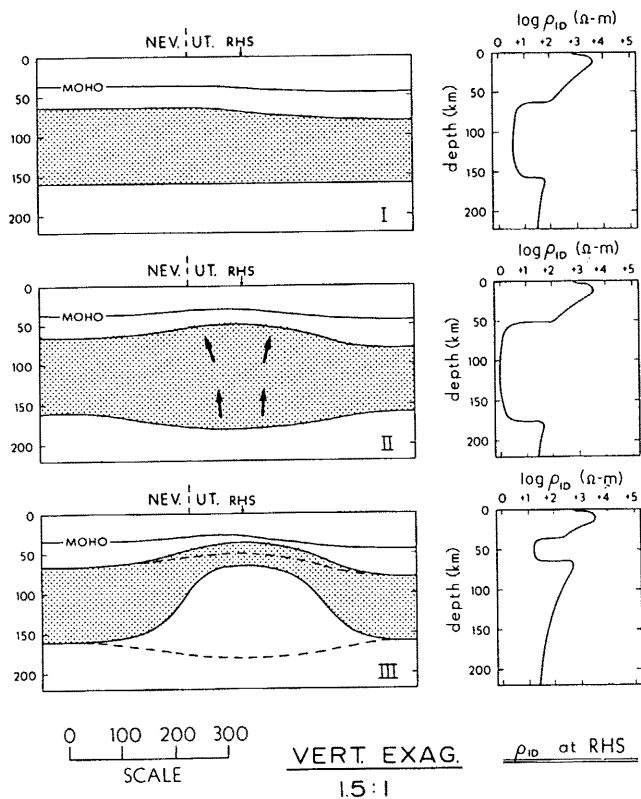 NEV. UT. RHS
0
50
100
150
200
MOHO
I
log ρ1D (Ω-m)
0 +1 +2 +3 +4 +5
0
50
100
150
200
depth (km)
NEV. UT. RHS
0
50
100
150
200
MOHO
II
log ρ1D (Ω-m)
0 +1 +2 +3 +4 +5
0
50
100
150
200
depth (km)
NEV. UT. RHS
0
50
100
150
200
MOHO
III
log ρ1D (Ω-m)
0 +1 +2 +3 +4 +5
0
50
100
150
200
depth (km)
0 100 200 300
SCALE
VERT. EXAG.
1.5:1
ρ1D at RHS